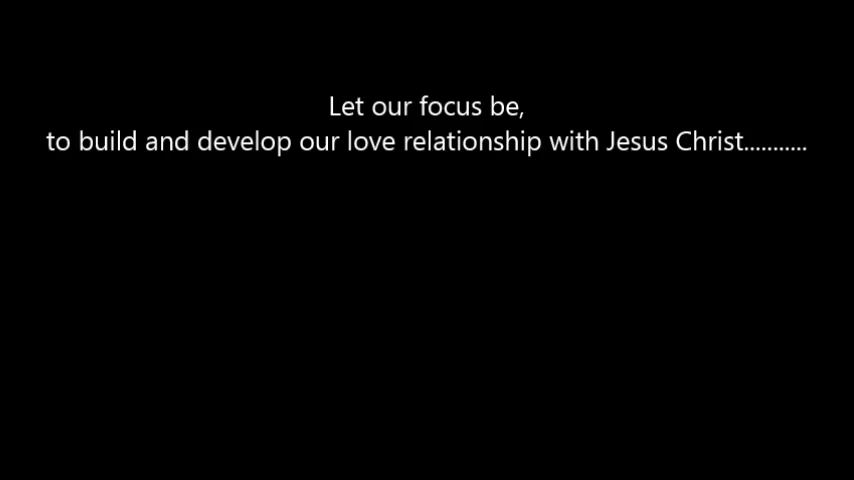 Let our focus be,
to build and develop our love relationship with Jesus Christ...........